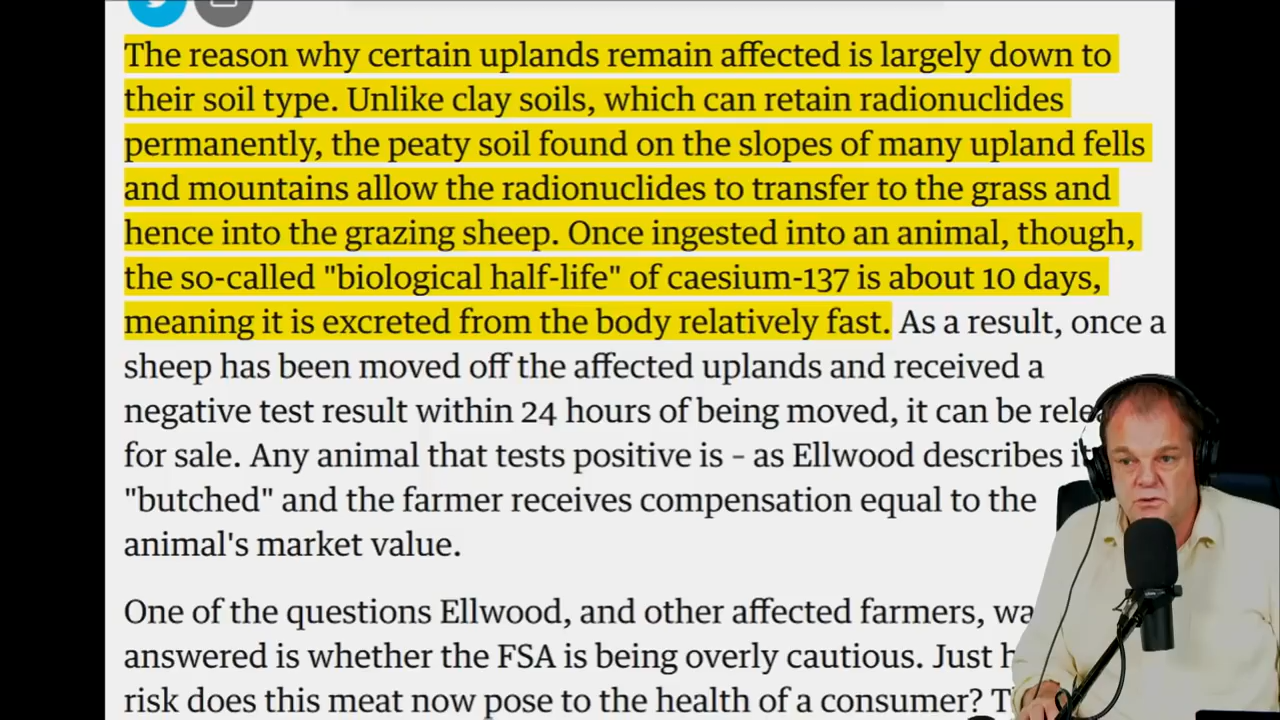 The reason why certain uplands remain affected is largely down to
their soil type. Unlike clay soils, which can retain radionuclides
permanently, the peaty soil found on the slopes of many upland fells
and mountains allow the radionuclides to transfer to the grass and
hence into the grazing sheep. Once ingested into an animal, though,
the so-called "biological half-life" of caesium-137 is about 10 days,
meaning it is excreted from the body relatively fast. As a result, once a
sheep has been moved off the affected uplands and received a
negative test result within 24 hours of being moved, it can be
for sale. Any animal that tests positive is – as Ellwood describes
"butched" and the farmer receives compensation equal to the
animal's market value.
One of the questions Ellwood, and other affected farmers,
answered is whether the FSA is being overly cautious. Just
risk does this meat now pose to the health of a consumer?